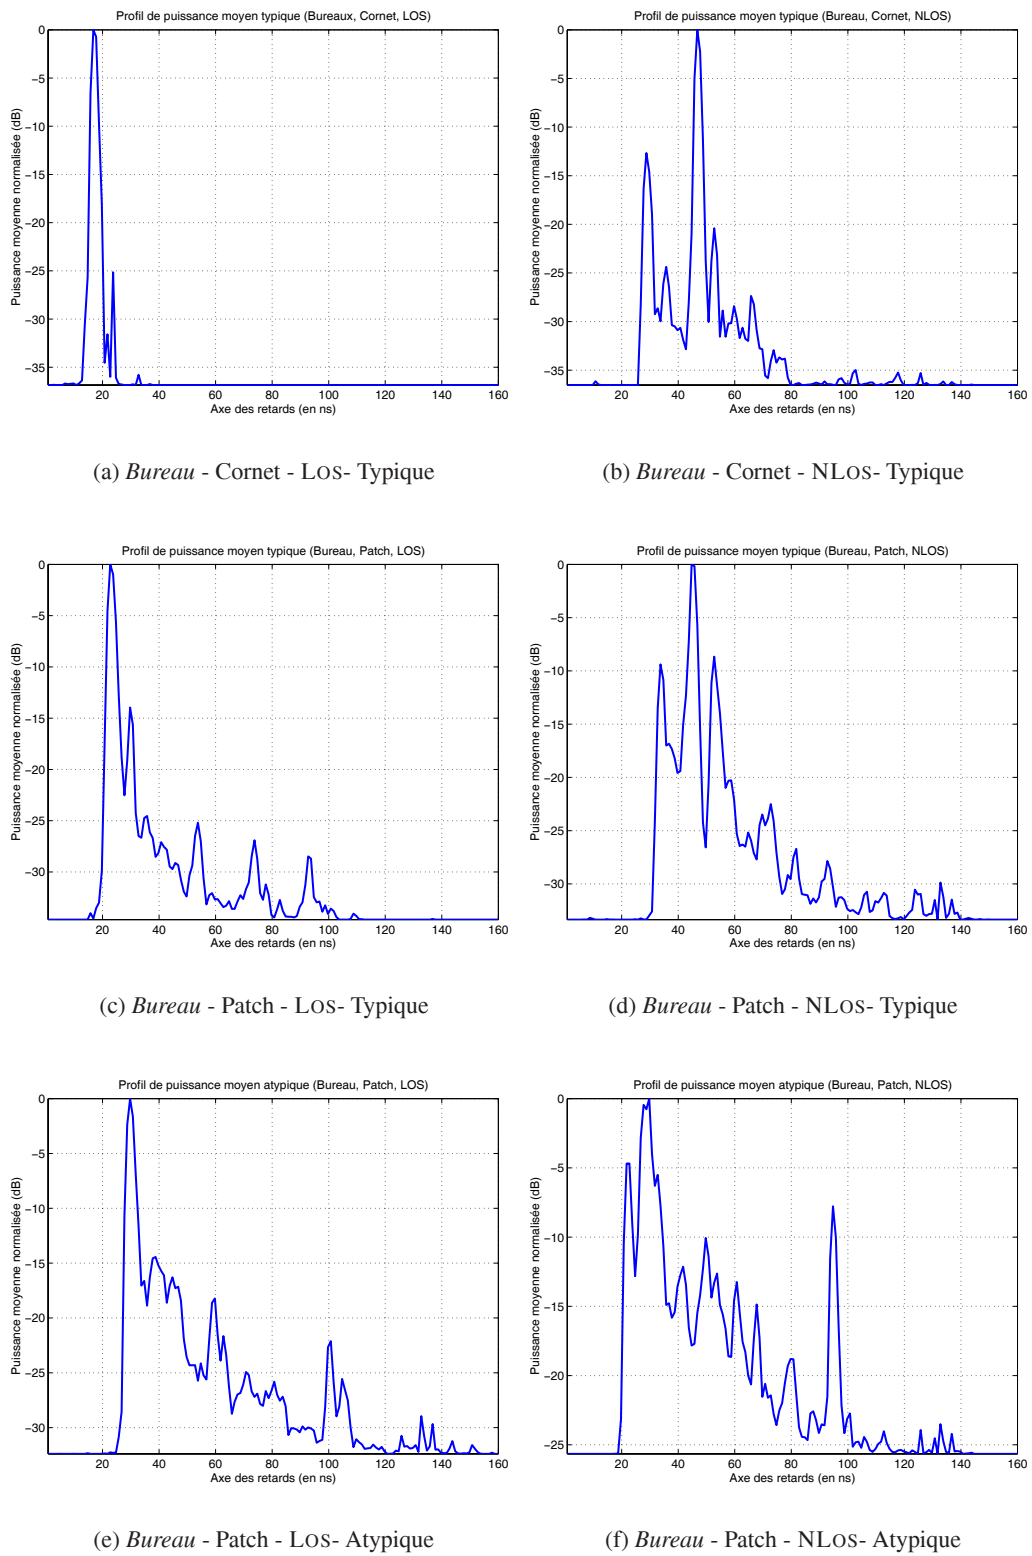 Profil de puissance moyen typique (Bureaux, Cornet, LOS)
Puissance moyenne normalisée (dB)
0
−5
−10
−15
−20
−25
−30
−35
20 40 60 80 100 120 140 160
Axe des retards (en ns)
(a) Bureau - Cornet - LOS- Typique
Profil de puissance moyen typique (Bureau, Cornet, NLOS)
Puissance moyenne normalisée (dB)
0
−5
−10
−15
−20
−25
−30
−35
20 40 60 80 100 120 140 160
Axe des retards (en ns)
(b) Bureau - Cornet - NLOS- Typique
Profil de puissance moyen typique (Bureau, Patch, LOS)
Puissance moyenne normalisée (dB)
0
−5
−10
−15
−20
−25
−30
20 40 60 80 100 120 140 160
Axe des retards (en ns)
(c) Bureau - Patch - LOS- Typique
Profil de puissance moyen typique (Bureau, Patch, NLOS)
Puissance moyenne normalisée (dB)
0
−5
−10
−15
−20
−25
−30
20 40 60 80 100 120 140 160
Axe des retards (en ns)
(d) Bureau - Patch - NLOS- Typique
Profil de puissance moyen atypique (Bureau, Patch, LOS)
Puissance moyenne normalisée (dB)
0
−5
−10
−15
−20
−25
−30
20 40 60 80 100 120 140 160
Axe des retards (en ns)
(e) Bureau - Patch - LOS- Atypique
Profil de puissance moyen atypique (Bureau, Patch, NLOS)
Puissance moyenne normalisée (dB)
0
−5
−10
−15
−20
−25
20 40 60 80 100 120 140 160
Axe des retards (en ns)
(f) Bureau - Patch - NLOS- Atypique